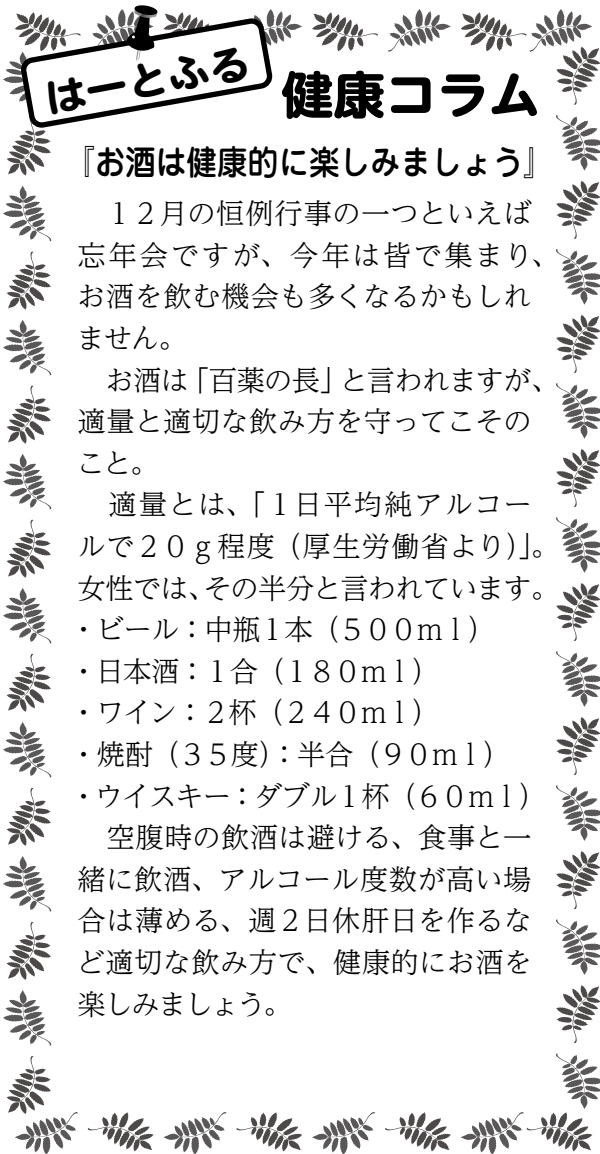 はーとふる
健康コラム
『お酒は健康的に楽しみましょう』
　１２月の恒例行事の一つといえば
忘年会ですが、今年は皆で集まり、
お酒を飲む機会も多くなるかもしれ
ません。
　お酒は「百薬の長」と言われますが、
適量と適切な飲み方を守ってこその
こと。
　適量とは、「１日平均純アルコー
ルで２０ｇ程度（厚生労働省より）」。
女性では、その半分と言われています。
・ビール：中瓶１本（５００ｍｌ）
・日本酒：１合（１８０ｍｌ）
・ワイン：２杯（２４０ｍｌ）
・焼酎（３５度）：半合（９０ｍｌ）
・ウイスキー：ダブル１杯（６０ｍｌ）
　空腹時の飲酒は避ける、食事と一
緒に飲酒、アルコール度数が高い場
合は薄める、週２日休肝日を作るな
ど適切な飲み方で、健康的にお酒を
楽しみましょう。